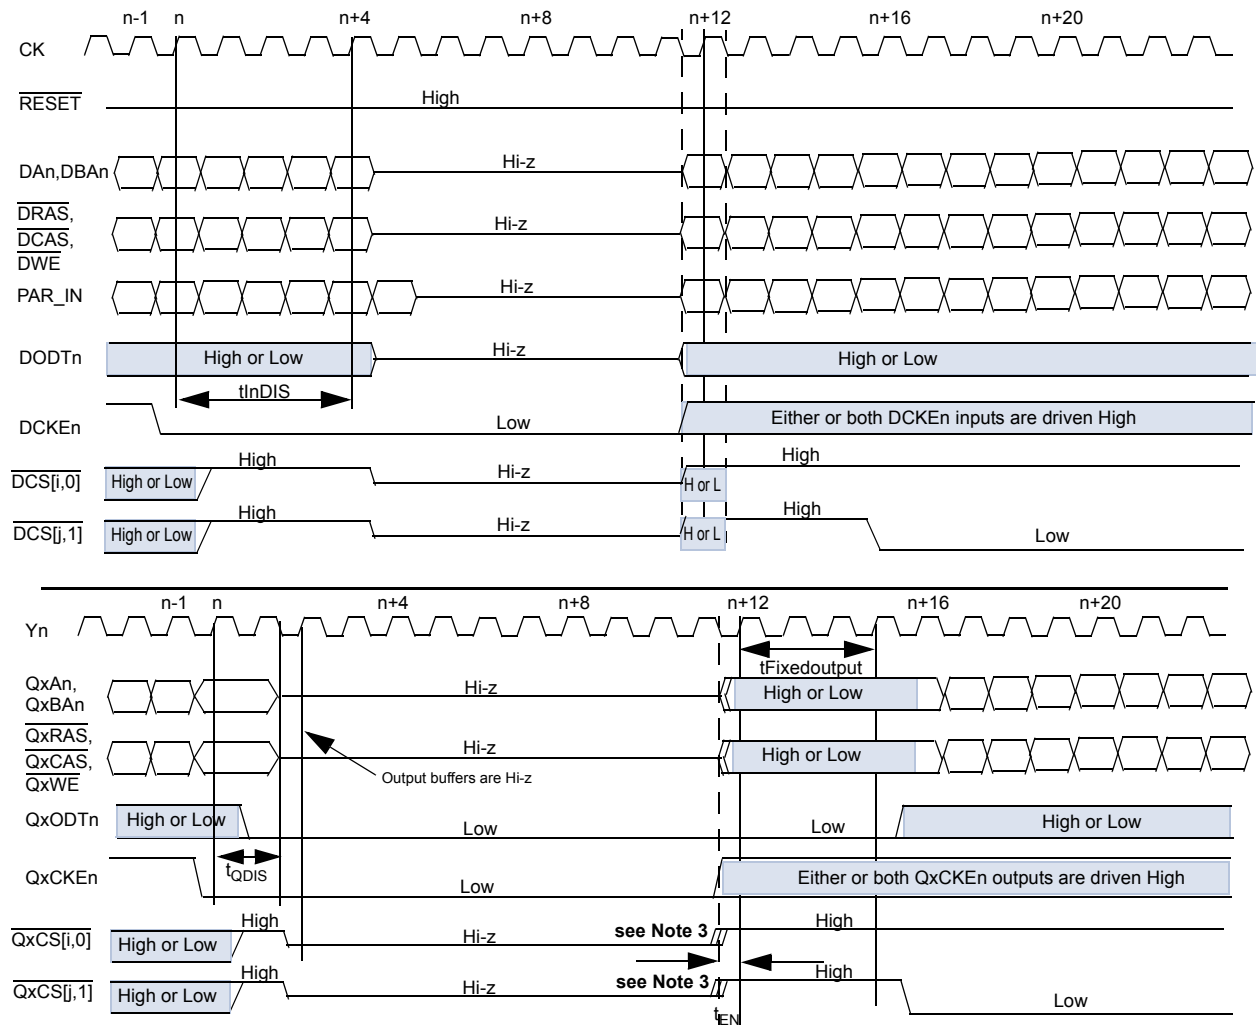 n-1 n n+4 n+8 n+12 n+16 n+20
CK
RESET
High
DAn,DBAn
Hi-z
DRAS,
DCAS,
DWE
Hi-z
PAR_IN
Hi-z
DODTn
High or Low
Hi-z
High or Low
tInDIS
DCKEn
Low
Either or both DCKEn inputs are driven High
DCS[i,0]
High or Low
High
Hi-z
H or L
High
DCS[j,1]
High or Low
High
Hi-z
H or L
High
Low
n-1 n n+4 n+8 n+12 n+16 n+20
Yn
tFixedoutput
QxAn,
QxBAn
Hi-z
High or Low
QxRAS,
QxCAS,
QxWE
Hi-z
High or Low
Output buffers are Hi-z
QxODTn
High or Low
Low
Low
High or Low
tQDIS
QxCKEn
Low
Either or both QxCKEn outputs are driven High
QxCS[i,0]
High or Low
High
Hi-z
see Note 3
High
QxCS[j,1]
High or Low
High
Hi-z
see Note 3
High
Low
tEN